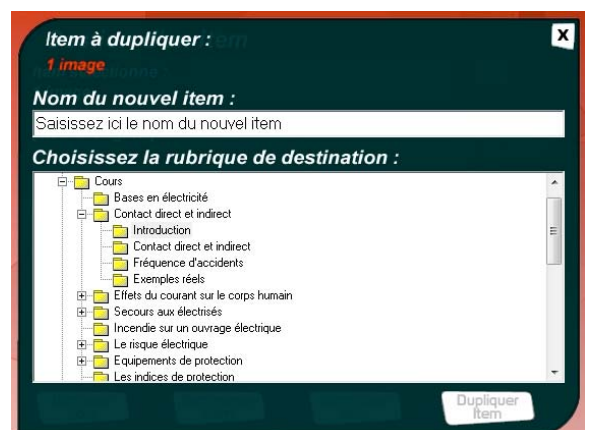 Item à dupliquer :
X
1 image
Nom du nouvel item :
Saisissez ici le nom du nouvel item
Choisissez la rubrique de destination :
Cours
Bases en électricité
Contact direct et indirect
Introduction
Contact direct et indirect
Fréquence d'accidents
Exemples réels
Effets du courant sur le corps humain
Secours aux électrisés
Incendie sur un ouvrage électrique
Le risque électrique
Equipements de protection
Les indices de protection
Dupliquer
Item